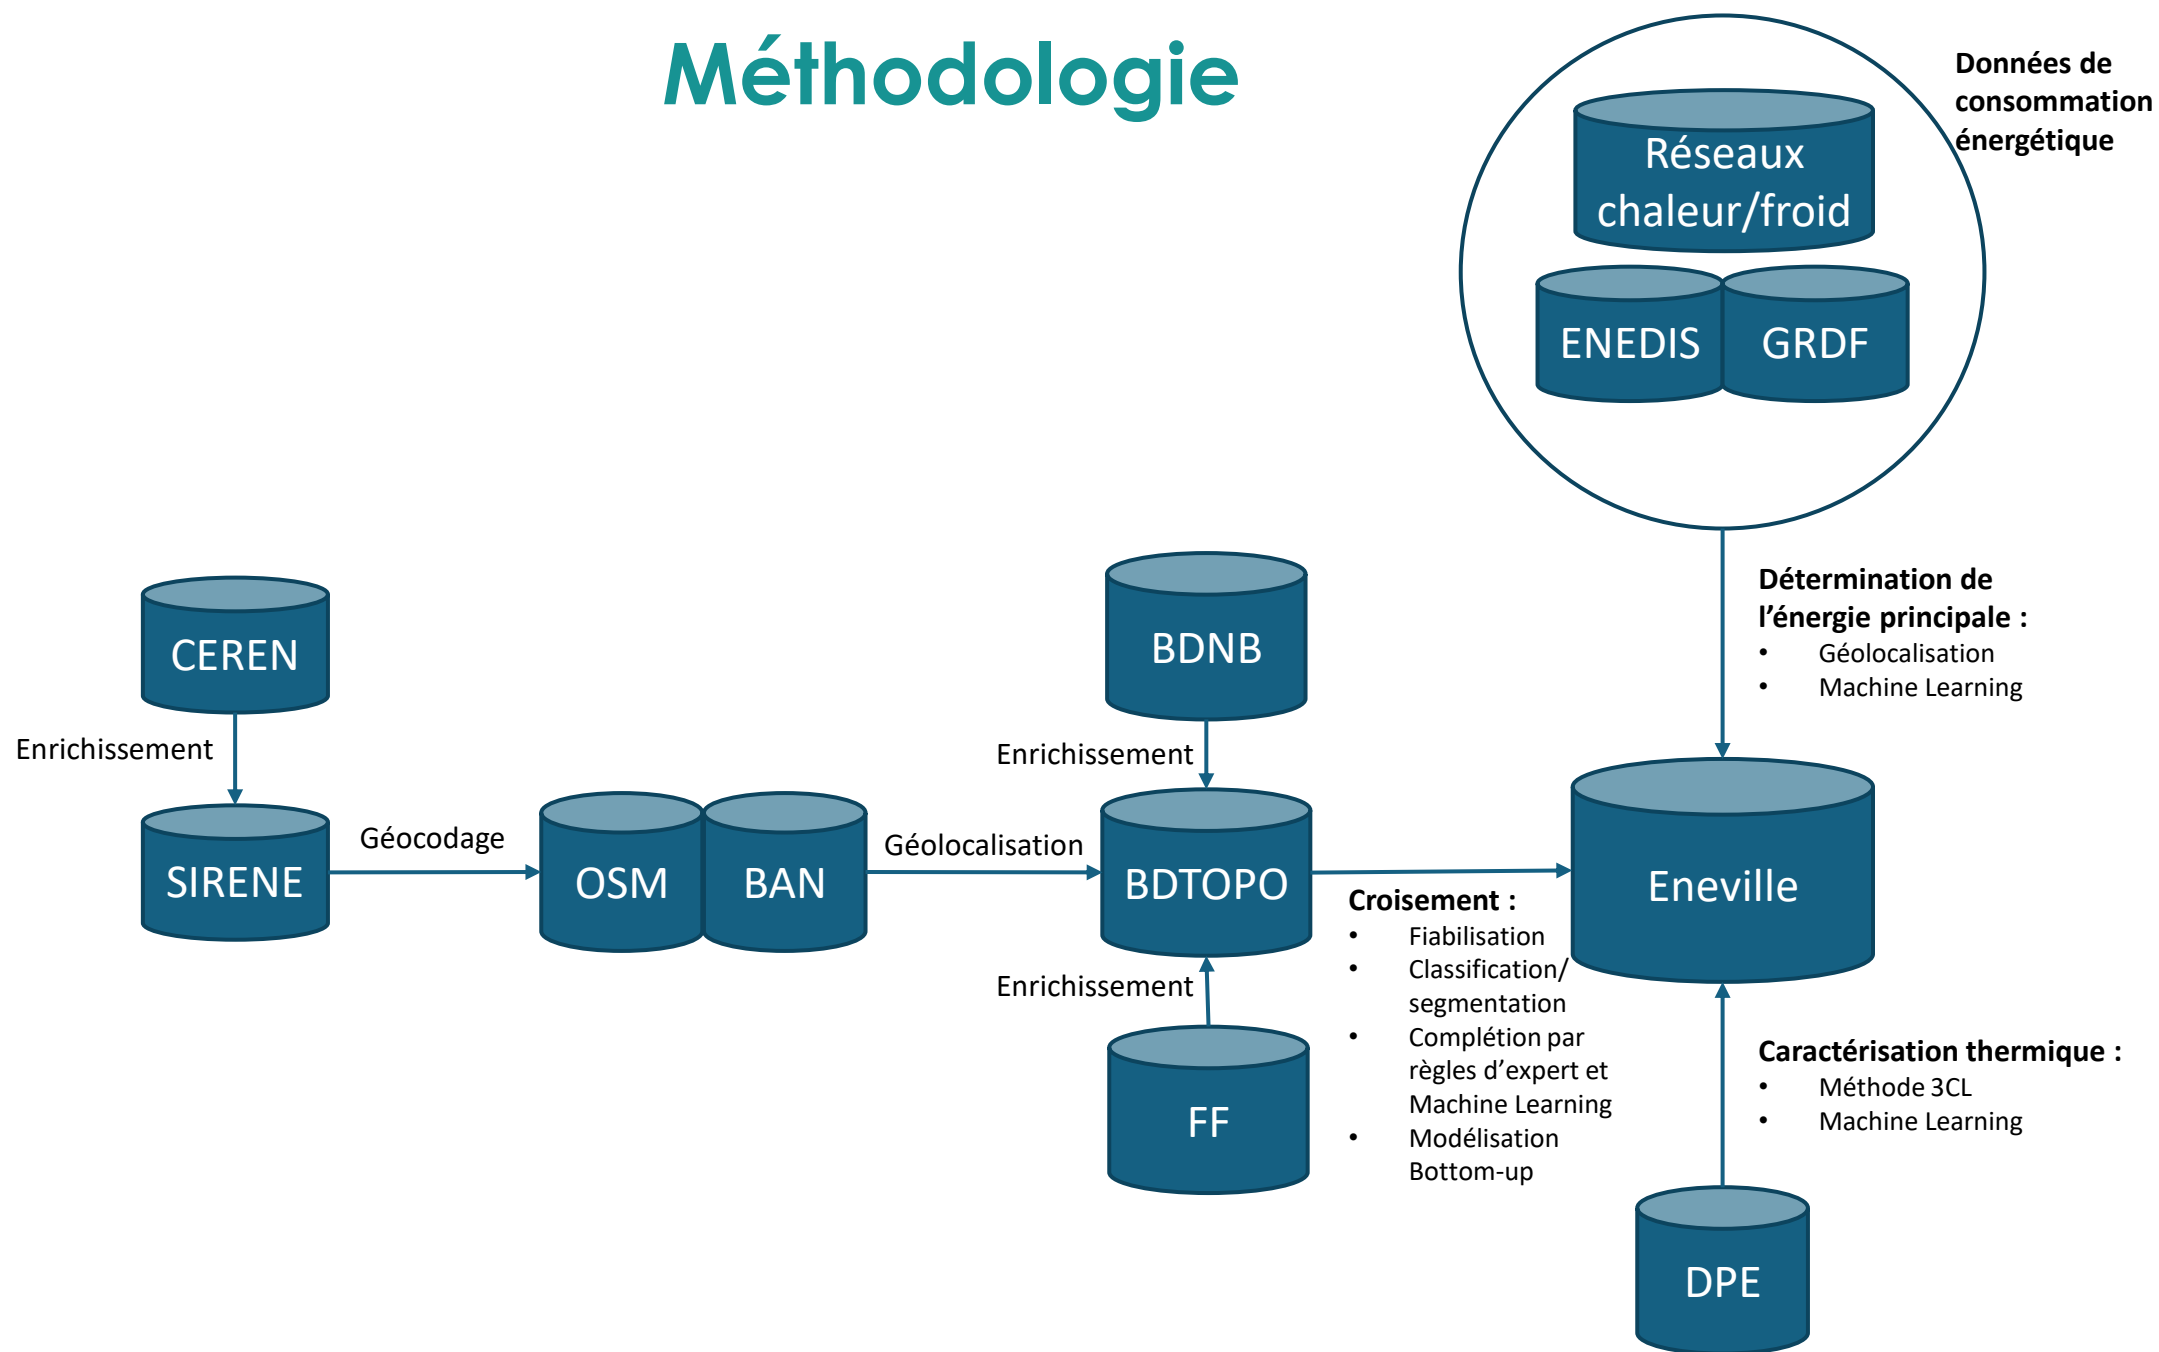 Méthodologie
Données de
consommation
énergétique
Réseaux
chaleur/froid
ENEDIS
GRDF
Détermination de
l’énergie principale :
• Géolocalisation
• Machine Learning
CEREN
BDNB
Enrichissement
Enrichissement
SIRENE
Géocodage
OSM
BAN
Géolocalisation
BDTOPO
Eneville
Croisement :
• Fiabilisation
• Classification/
segmentation
• Complétion par
règles d’expert et
Machine Learning
• Modélisation
Bottom-up
Enrichissement
FF
Caractérisation thermique :
• Méthode 3CL
• Machine Learning
DPE